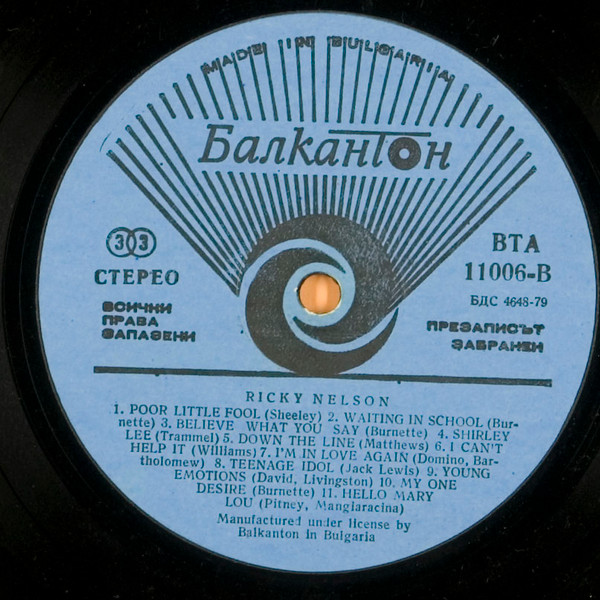 MADE IN BULGARIA
Балкантон
33
СТЕРЕО
ВСИЧКИ
ПРАВА
ЗАПАЗЕНИ
ВТА
11006-В
БДС 4648-79
ПРЕЗАПИСЪТ
ЗАБРАНЕН
RICKY NELSON
1. POOR LITTLE FOOL (Sheeley) 2. WAITING IN SCHOOL (Bur-
nette) 3. BELIEVE WHAT YOU SAY (Burnette) 4. SHIRLEY
LEE (Trammel) 5. DOWN THE LINE (Matthews) 6. I CAN'T
HELP IT (Williams) 7. I'M IN LOVE AGAIN (Domino, Bar-
tholomew) 8. TEENAGE IDOL (Jack Lewis) 9. YOUNG
EMOTIONS (David, Livingston) 10. MY ONE
DESIRE (Burnette) 11. HELLO MARY
LOU (Pitney, Mangiaracina)
Manufactured under license by
Balkanton in Bulgaria